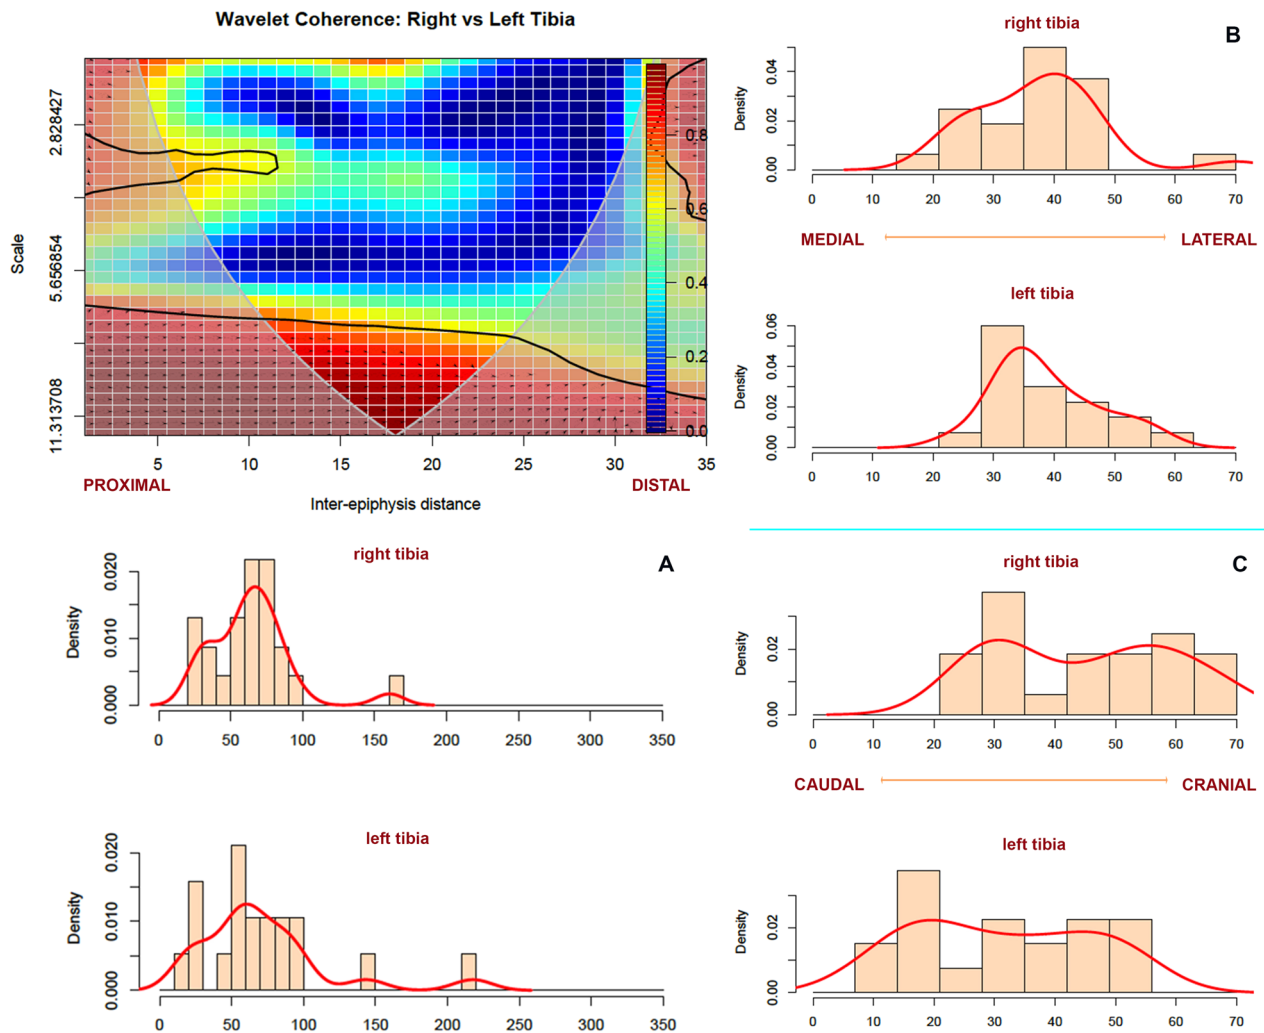 Wavelet Coherence: Right vs Left Tibia
Scale
2.828427
5.656854
11.313708
0.8
0.6
0.4
0.2
0.0
5 10 15 20 25 30 35
PROXIMAL
DISTAL
Inter-epiphysis distance
B
right tibia
Density
0.04
0.02
0.00
0 10 20 30 40 50 60 70
MEDIAL
LATERAL
left tibia
Density
0.06
0.04
0.02
0.00
0 10 20 30 40 50 60 70
A
right tibia
Density
0.020
0.010
0.000
0 50 100 150 200 250 300 350
left tibia
Density
0.020
0.010
0.000
0 50 100 150 200 250 300 350
C
right tibia
Density
0.02
0.00
0 10 20 30 40 50 60 70
CAUDAL
CRANIAL
left tibia
Density
0.02
0.00
0 10 20 30 40 50 60 70